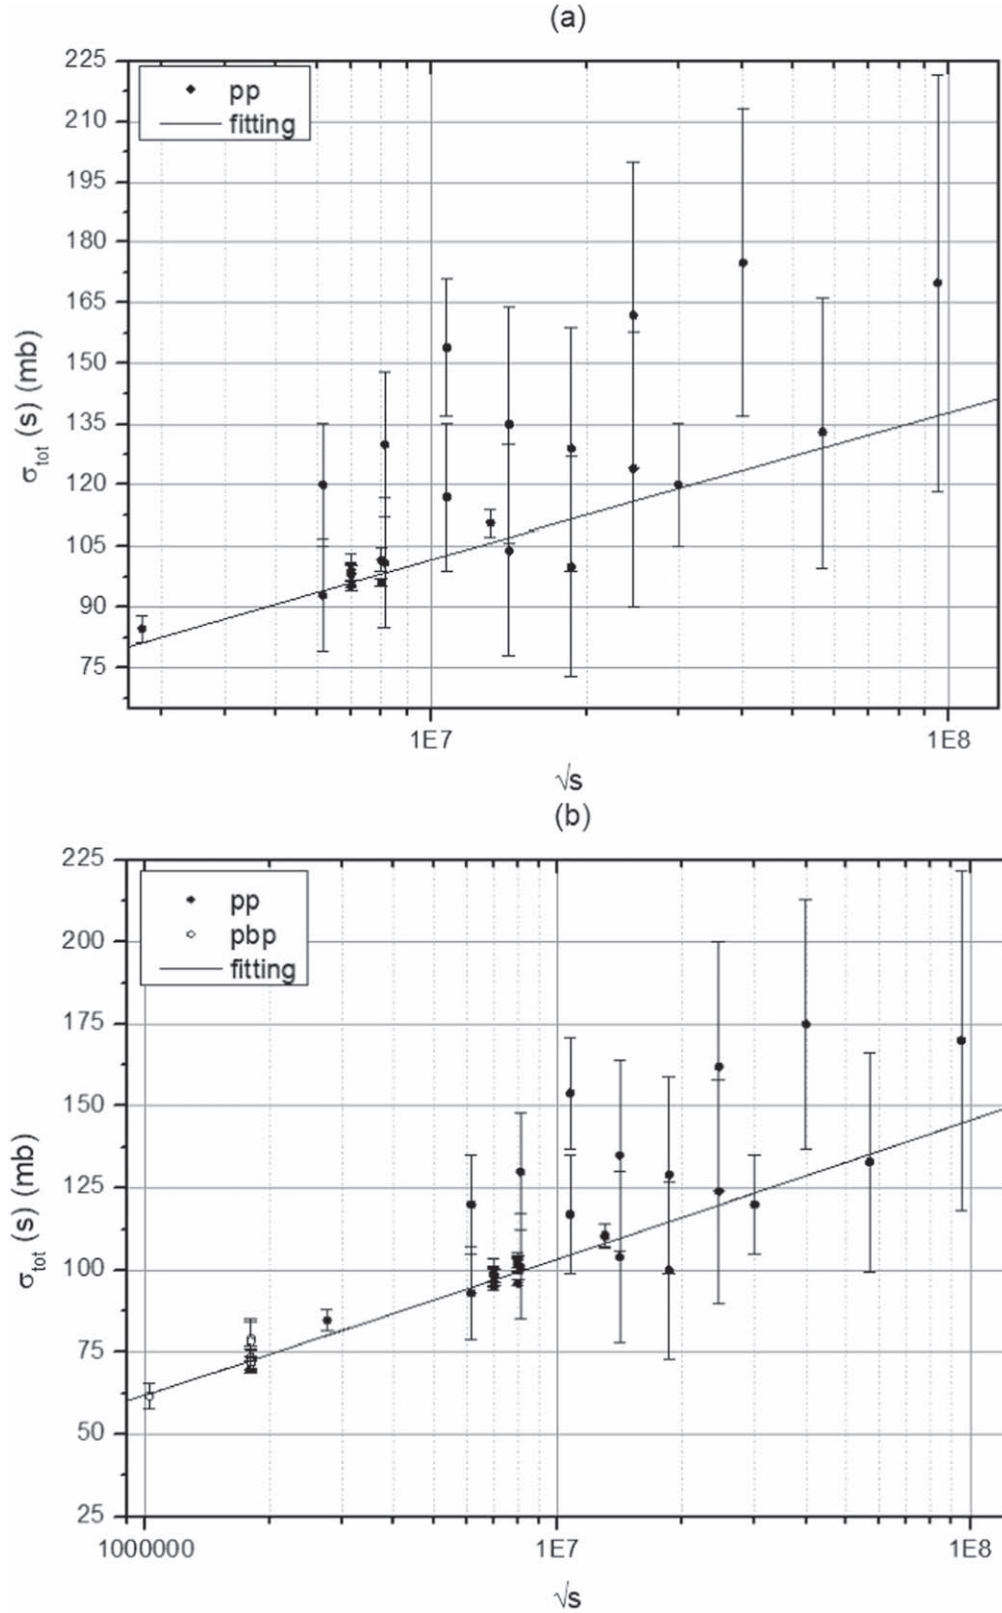 (a)
225
210
195
180
165
150
135
120
105
90
75
σtot (s) (mb)
pp
fitting
1E7
1E8
√s
(b)
225
200
175
150
125
100
75
50
25
σtot (s) (mb)
pp
pbp
fitting
1000000
1E7
1E8
√s